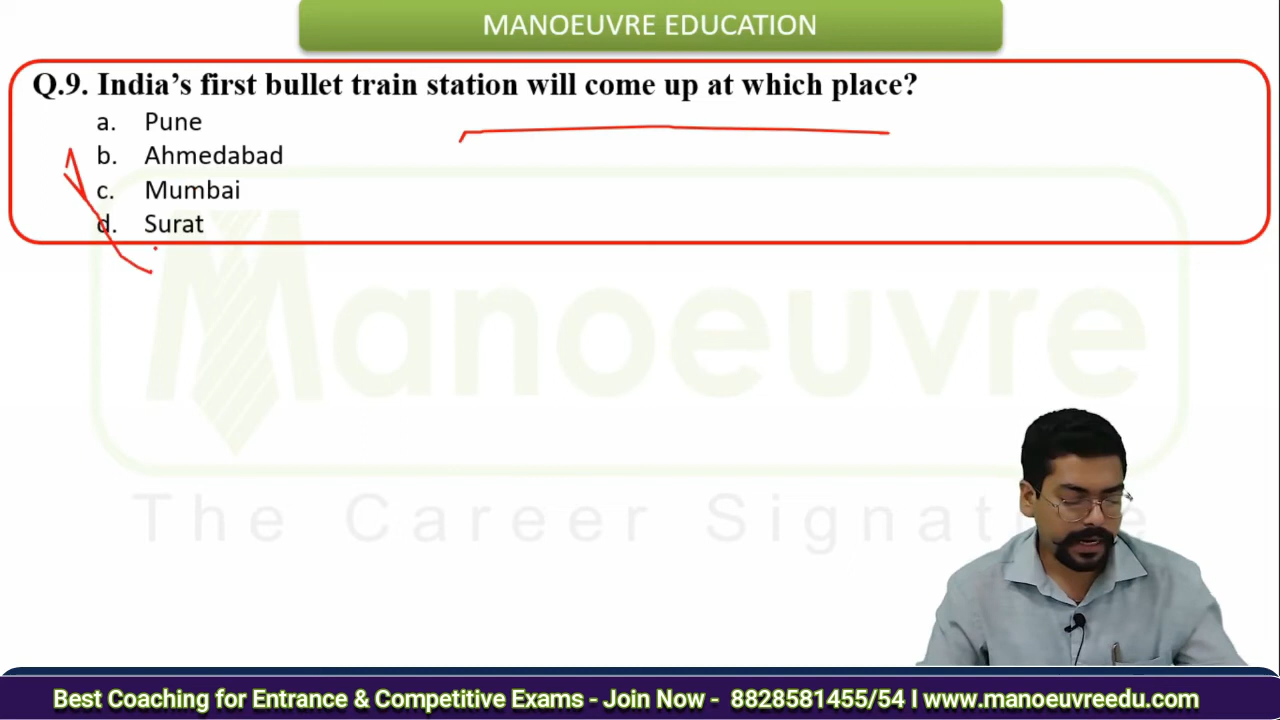 MANOEUVRE EDUCATION
Q.9. India's first bullet train station will come up at which place?
a. Pune
b. Ahmedabad
c. Mumbai
d. Surat
Manoeuvre
The Career Signature
Best Coaching for Entrance & Competitive Exams - Join Now - 8828581455/54 I www.manoeuvreedu.com